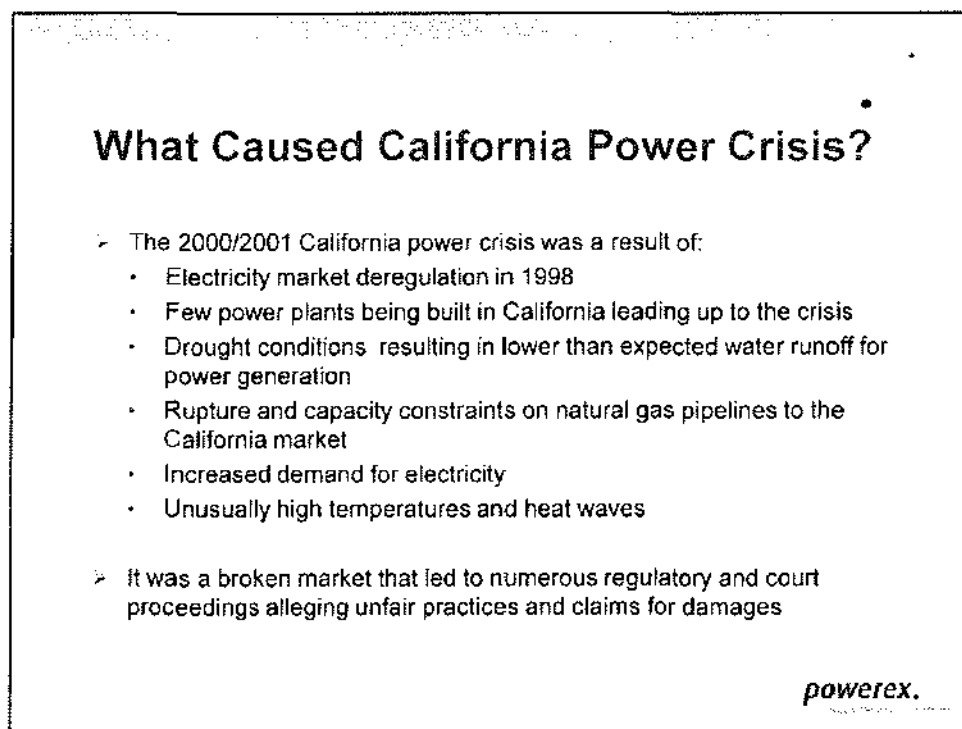 What Caused California Power Crisis?
➢ The 2000/2001 California power crisis was a result of:
• Electricity market deregulation in 1998
• Few power plants being built in California leading up to the crisis
• Drought conditions resulting in lower than expected water runoff for
power generation
• Rupture and capacity constraints on natural gas pipelines to the
California market
• Increased demand for electricity
• Unusually high temperatures and heat waves
➢ It was a broken market that led to numerous regulatory and court
proceedings alleging unfair practices and claims for damages
powerex.